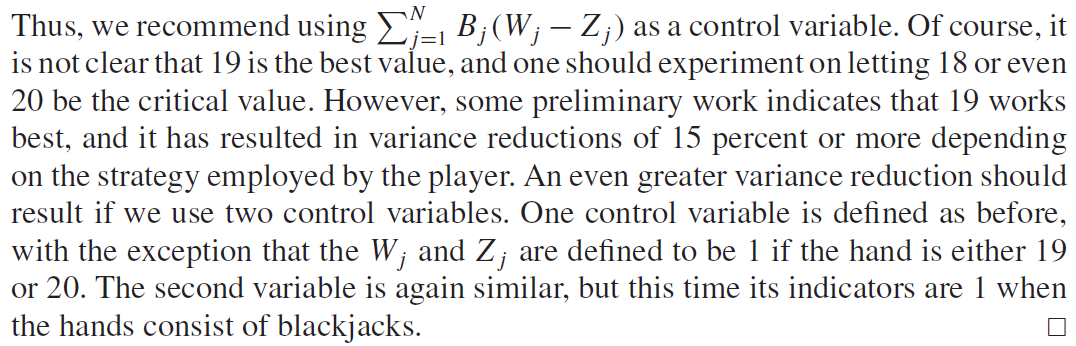 Thus, we recommend using $\sum_{j=1}^{N} B_j(W_j - Z_j)$ as a control variable. Of course, it
is not clear that 19 is the best value, and one should experiment on letting 18 or even
20 be the critical value. However, some preliminary work indicates that 19 works
best, and it has resulted in variance reductions of 15 percent or more depending
on the strategy employed by the player. An even greater variance reduction should
result if we use two control variables. One control variable is defined as before,
with the exception that the $W_j$ and $Z_j$ are defined to be 1 if the hand is either 19
or 20. The second variable is again similar, but this time its indicators are 1 when
the hands consist of blackjacks. □